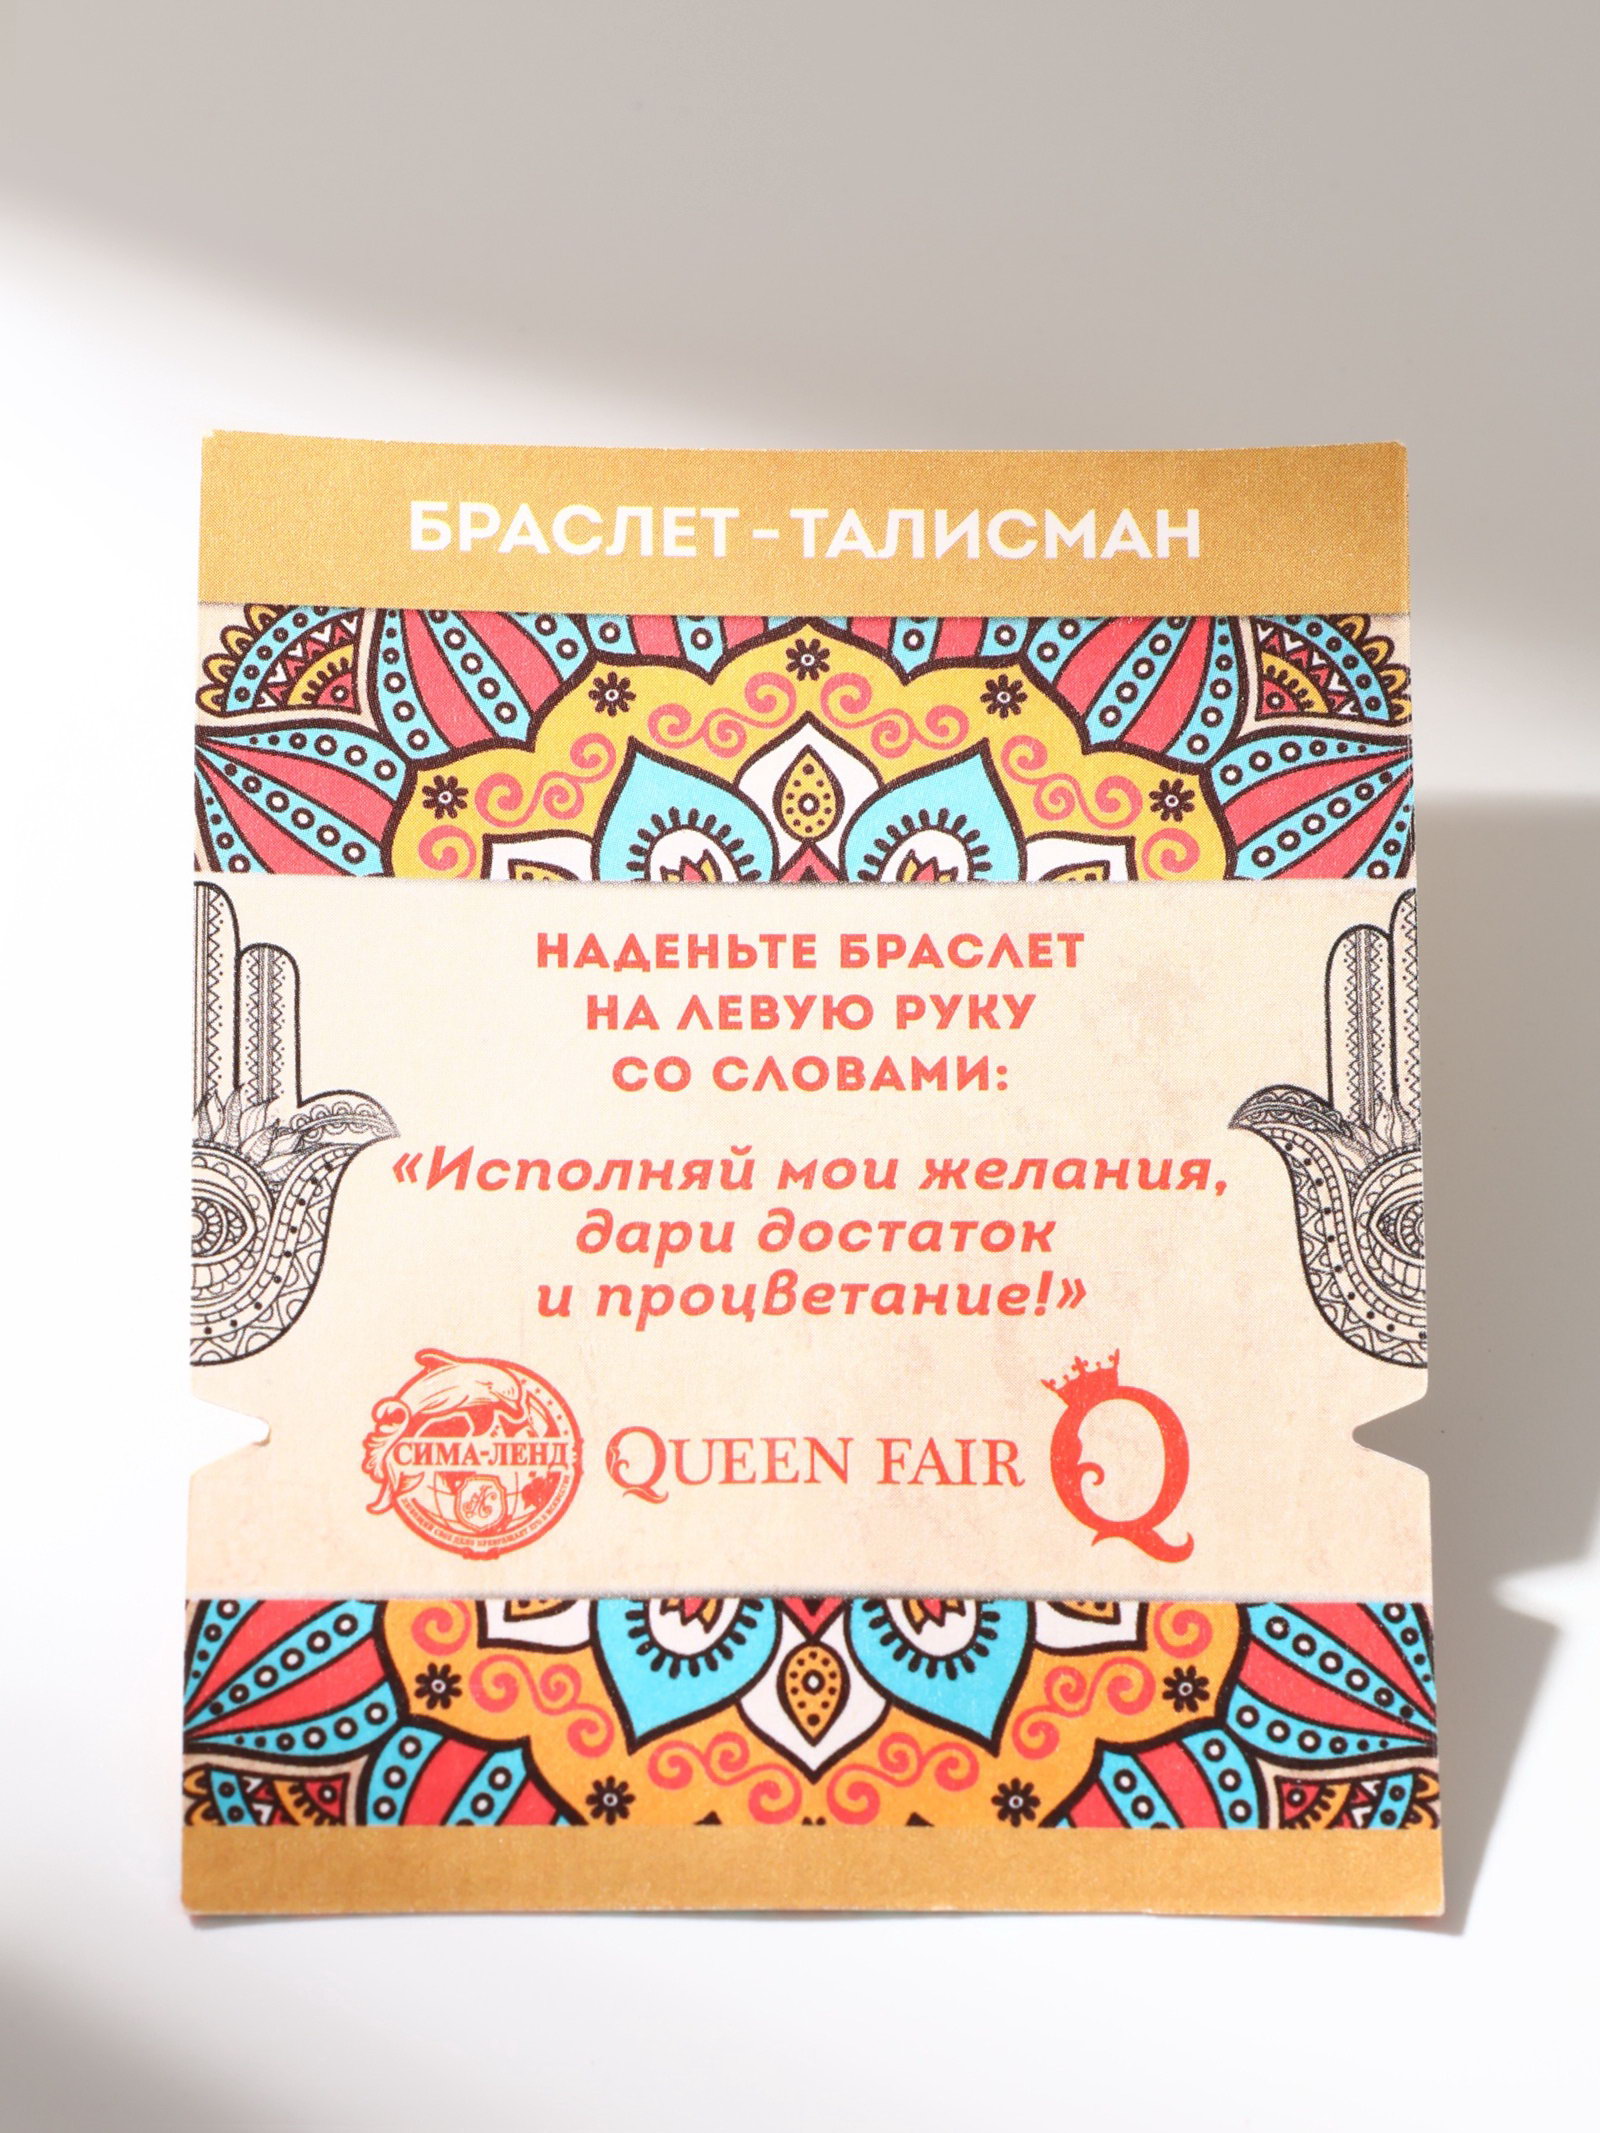 БРАСЛЕТ - ТАЛИСМАН
НАДЕНЬТЕ БРАСЛЕТ
НА ЛЕВУЮ РУКУ
СО СЛОВАМИ:
«Исполняй мои желания,
дари достаток
и процветание!»
СИМА-ЛЕНД
QUEEN FAIR
Q